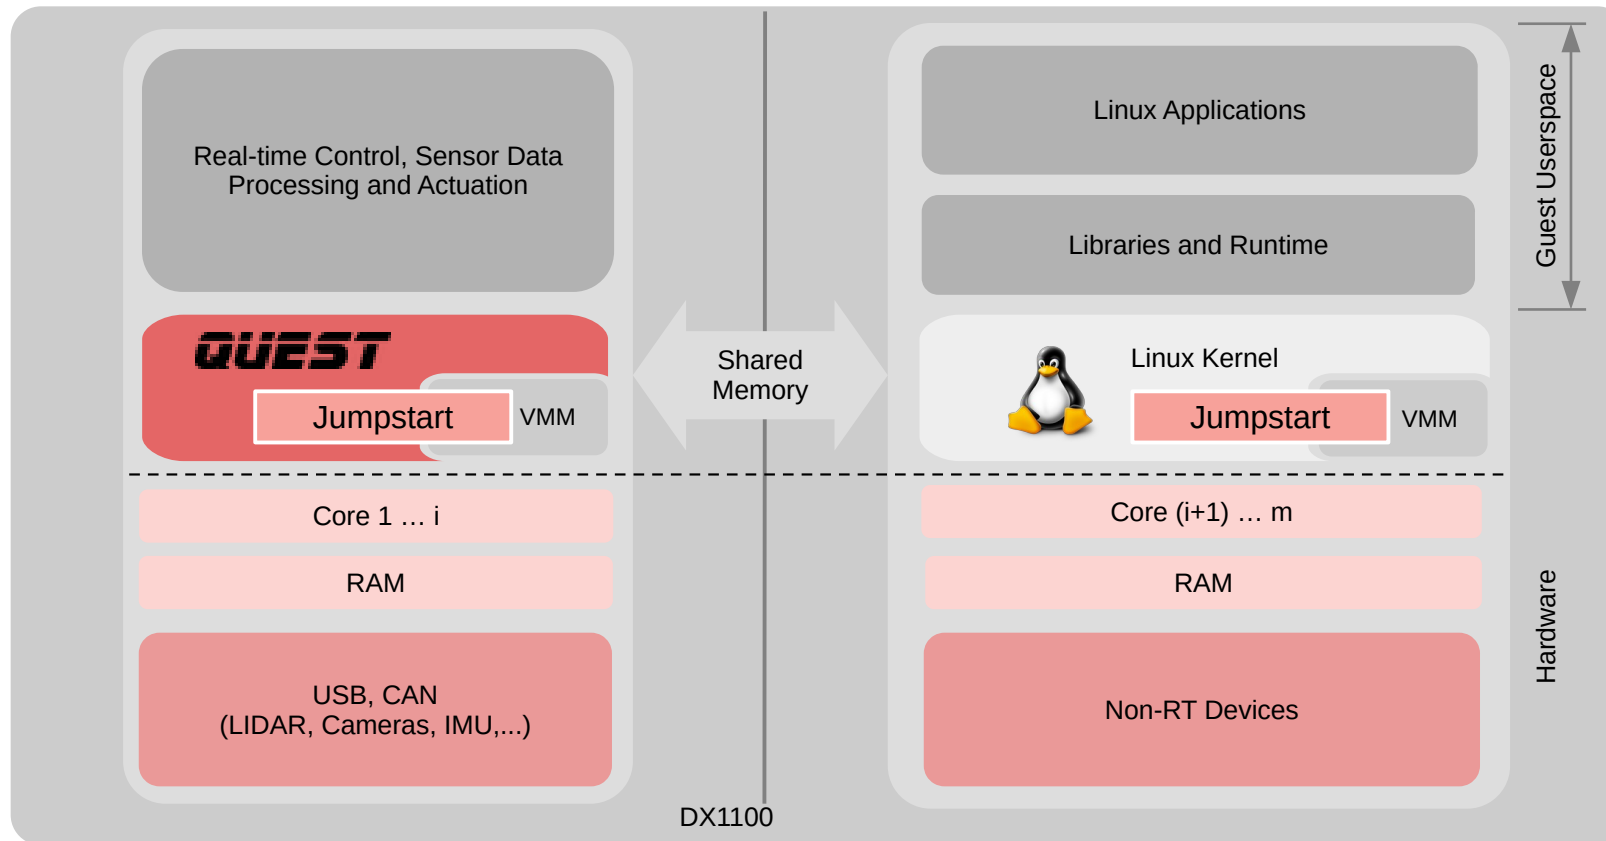 Real-time Control, Sensor Data
Processing and Actuation
QUEST
Jumpstart
VMM
Core 1 … i
RAM
USB, CAN
(LIDAR, Cameras, IMU,...)
Shared
Memory
DX1100
Linux Applications
Libraries and Runtime
Linux Kernel
Jumpstart
VMM
Core (i+1) … m
RAM
Non-RT Devices
Guest Userspace
Hardware